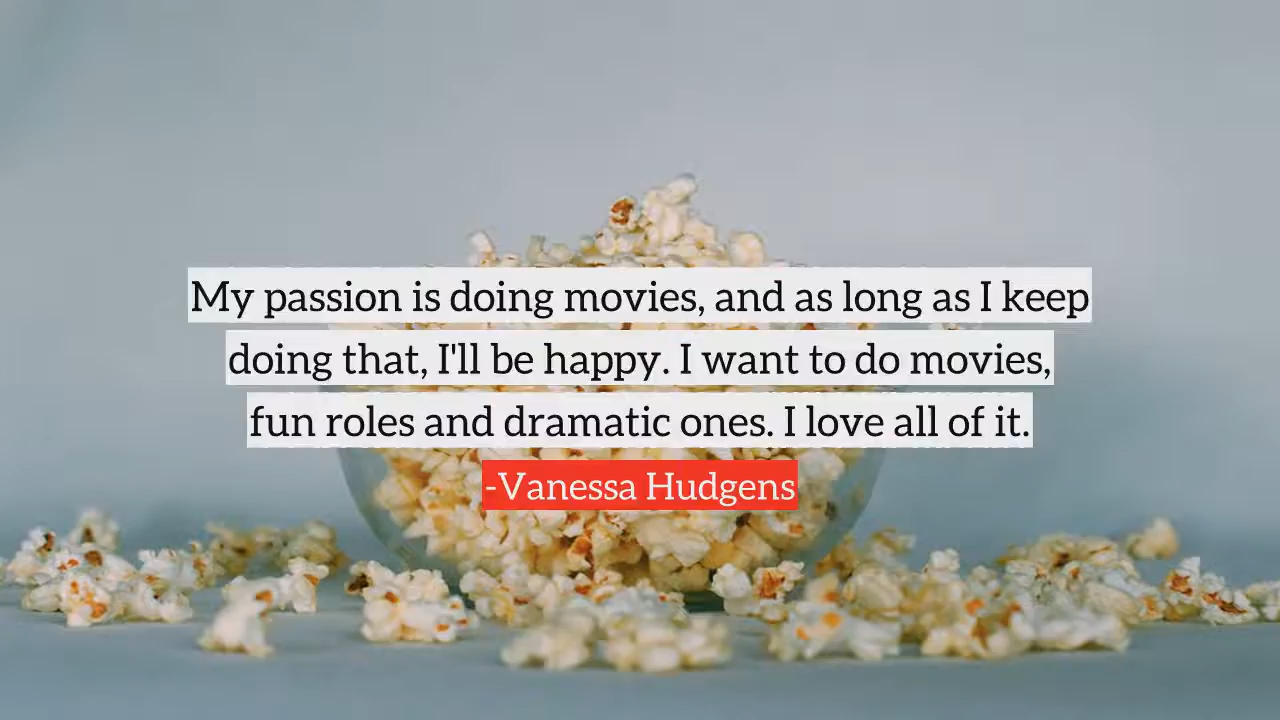 My passion is doing movies, and as long as I keep
doing that, I'll be happy. I want to do movies,
fun roles and dramatic ones. I love all of it.
-Vanessa Hudgens